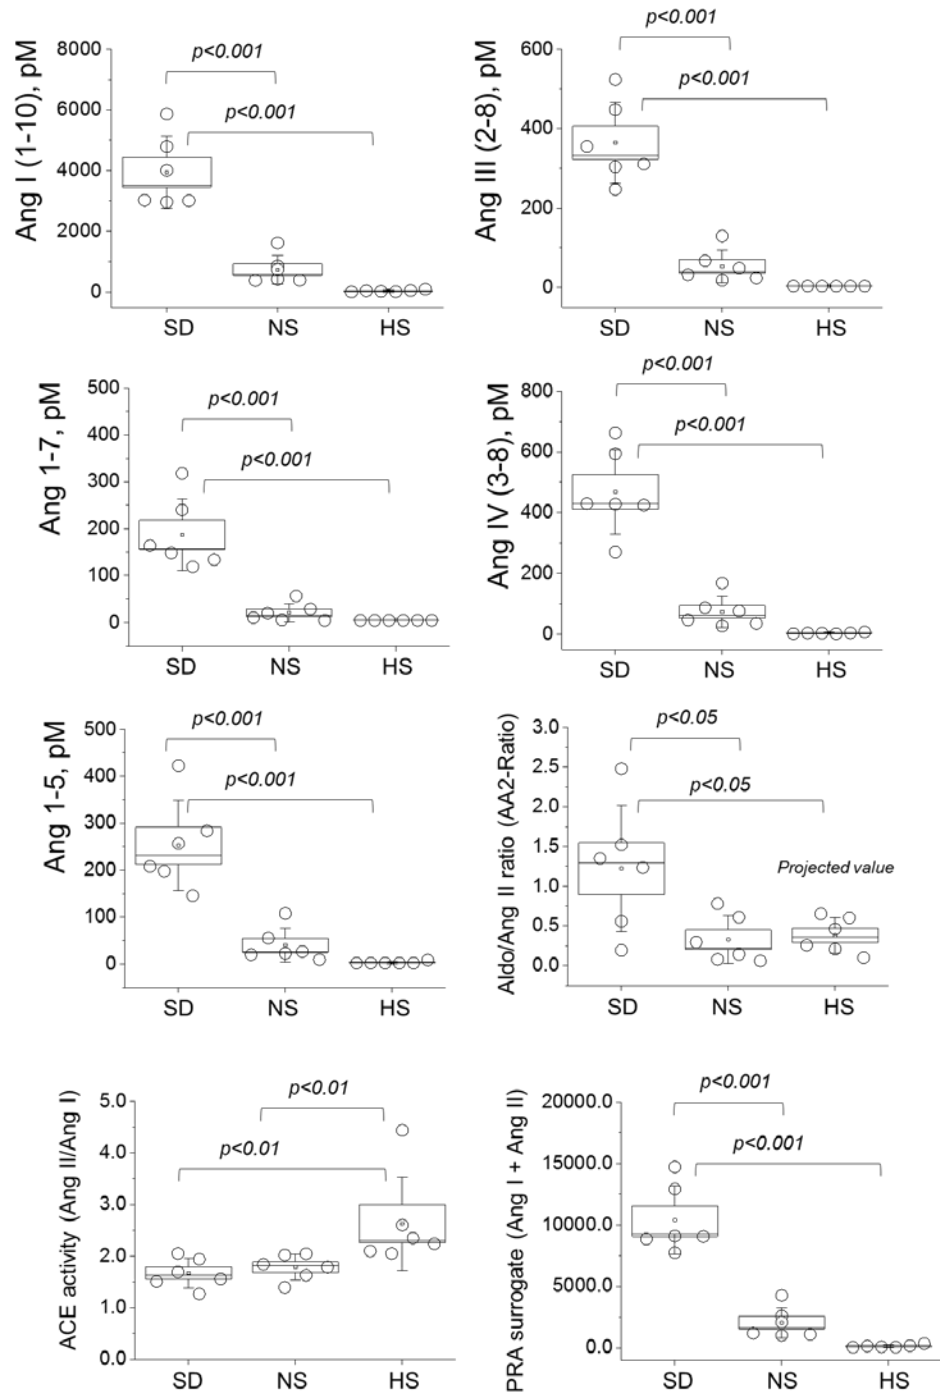 Ang I (1-10), pM
8000
6000
4000
2000
0
p<0.001
p<0.001
SD NS HS
Ang III (2-8), pM
600
400
200
0
p<0.001
p<0.001
SD NS HS
Ang 1-7, pM
500
400
300
200
100
0
p<0.001
p<0.001
SD NS HS
Ang IV (3-8), pM
800
600
400
200
0
p<0.001
p<0.001
SD NS HS
Ang 1-5, pM
500
400
300
200
100
0
p<0.001
p<0.001
SD NS HS
Aldo/Ang II ratio (AA2-Ratio)
3.0
2.5
2.0
1.5
1.0
0.5
0.0
p<0.05
p<0.05
Projected value
SD NS HS
ACE activity (Ang II/Ang I)
5.0
4.0
3.0
2.0
1.0
0.0
p<0.01
p<0.01
SD NS HS
PRA surrogate (Ang I + Ang II)
20000.0
15000.0
10000.0
5000.0
0.0
p<0.001
p<0.001
SD NS HS